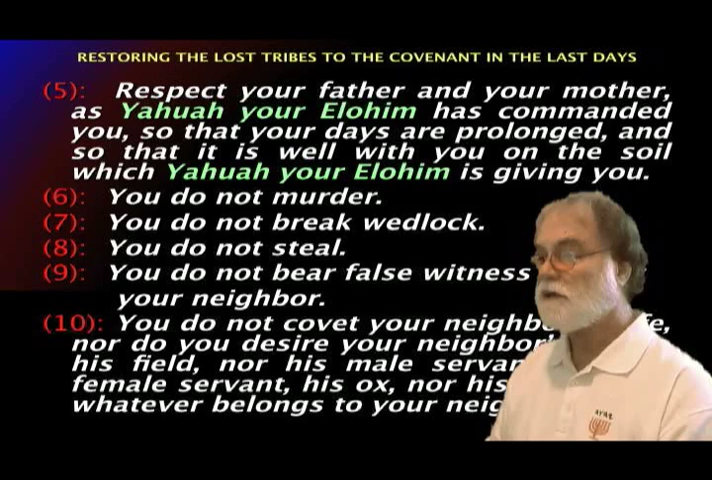 RESTORING THE LOST TRIBES TO THE COVENANT IN THE LAST DAYS
(5): Respect your father and your mother,
as Yahuah your Elohim has commanded
you, so that your days are prolonged, and
so that it is well with you on the soil
which Yahuah your Elohim is giving you.
(6): You do not murder.
(7): You do not break wedlock.
(8): You do not steal.
(9): You do not bear false witness
your neighbor.
(10): You do not covet your
nor do you desire your
his field, nor his male
female servant, his ox, nor his
whatever belongs to your